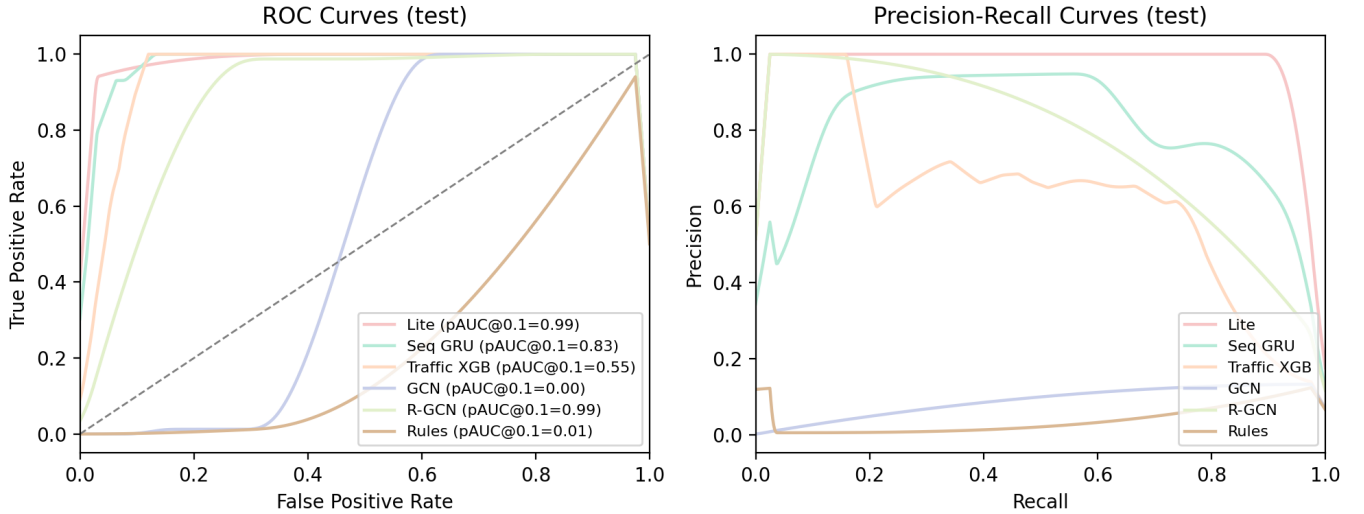 ROC Curves (test)
True Positive Rate
1.0
0.8
0.6
0.4
0.2
0.0
Lite (pAUC@0.1=0.99)
Seq GRU (pAUC@0.1=0.83)
Traffic XGB (pAUC@0.1=0.55)
GCN (pAUC@0.1=0.00)
R-GCN (pAUC@0.1=0.99)
Rules (pAUC@0.1=0.01)
0.0 0.2 0.4 0.6 0.8 1.0
False Positive Rate
Precision-Recall Curves (test)
Precision
1.0
0.8
0.6
0.4
0.2
0.0
Lite
Seq GRU
Traffic XGB
GCN
R-GCN
Rules
0.0 0.2 0.4 0.6 0.8 1.0
Recall